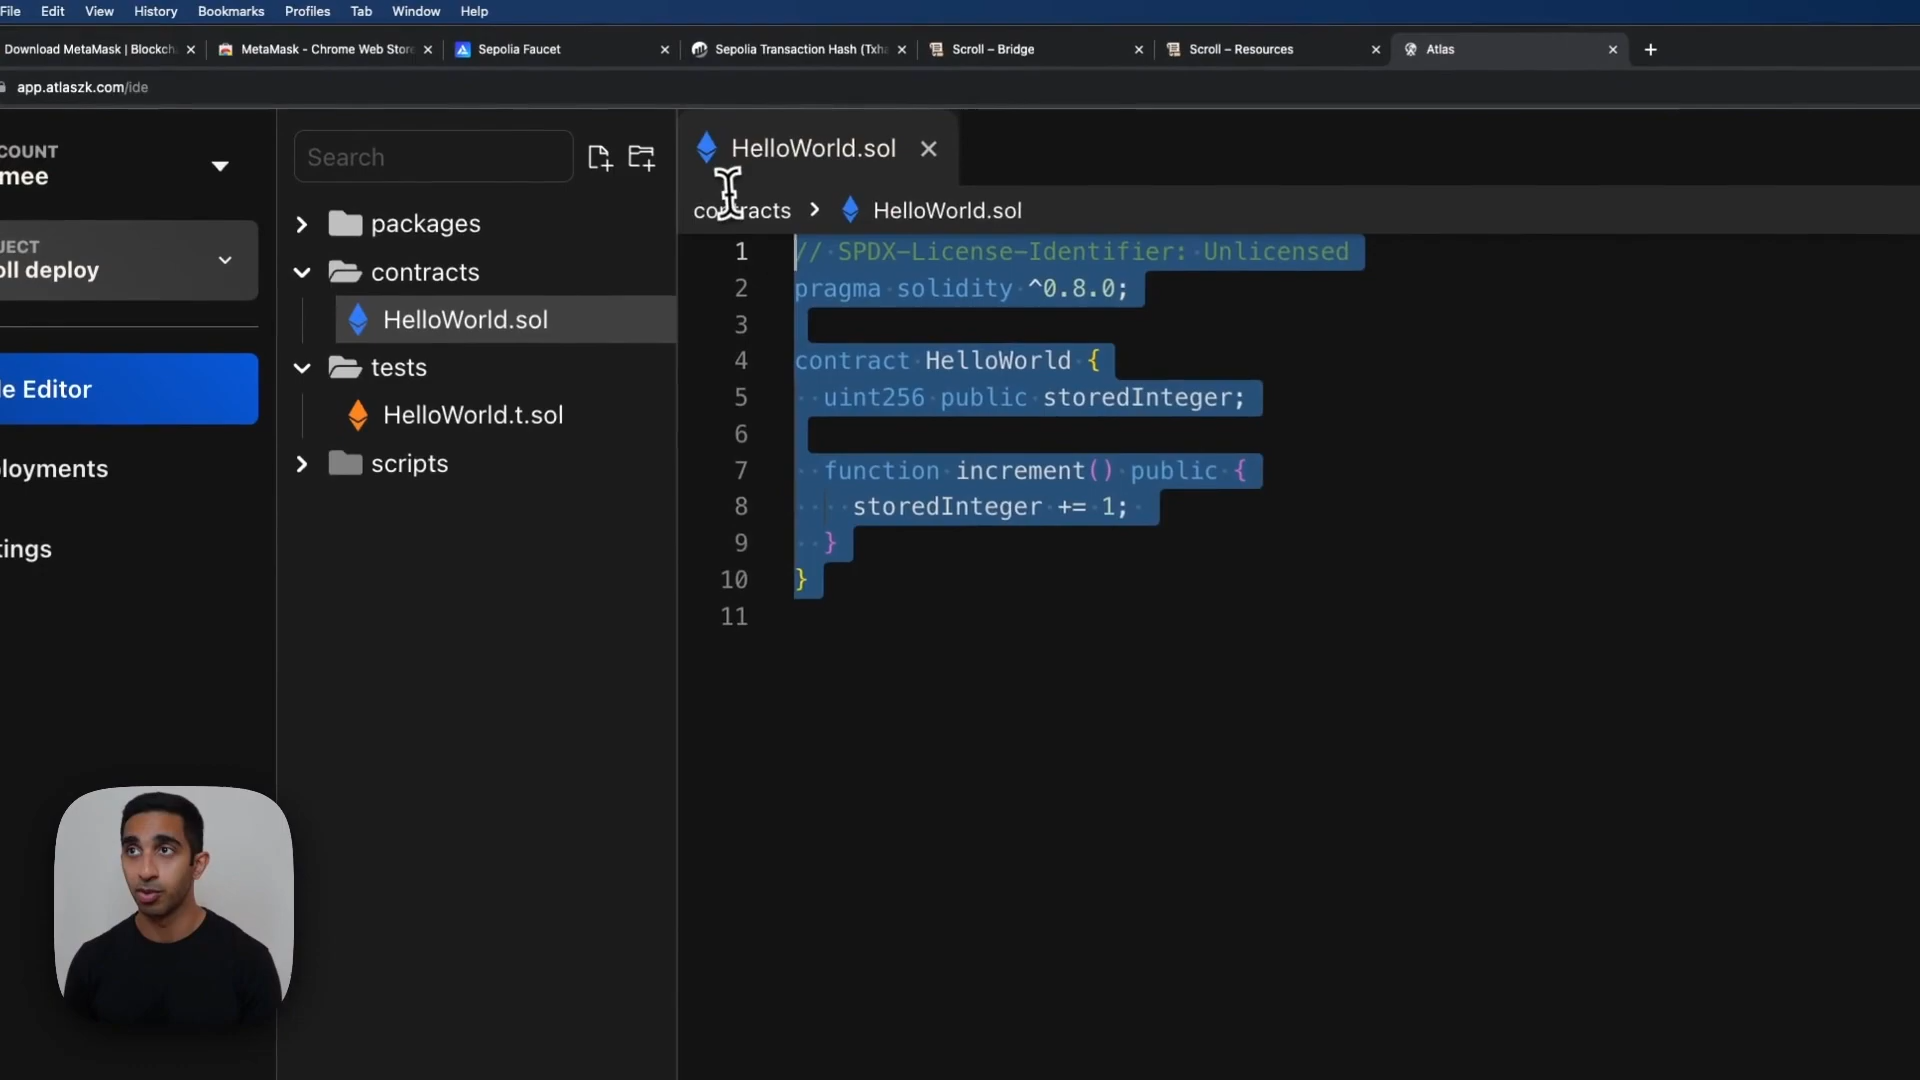 File Edit View History Bookmarks Profiles Tab Window Help
Download MetaMask | Blockch
MetaMask - Chrome Web Store
Sepolia Faucet
Sepolia Transaction Hash (Txha
Scroll – Bridge
Scroll – Resources
Atlas
app.atlaszk.com/ide
COUNT
mee
JECT
oll deploy
le Editor
loyments
tings
Search
packages
contracts
HelloWorld.sol
tests
HelloWorld.t.sol
scripts
HelloWorld.sol
contracts > HelloWorld.sol
1 // SPDX-License-Identifier: Unlicensed
2 pragma solidity ^0.8.0;
3
4 contract HelloWorld {
5 uint256 public storedInteger;
6
7 function increment() public {
8 storedInteger += 1;
9 }
10 }
11